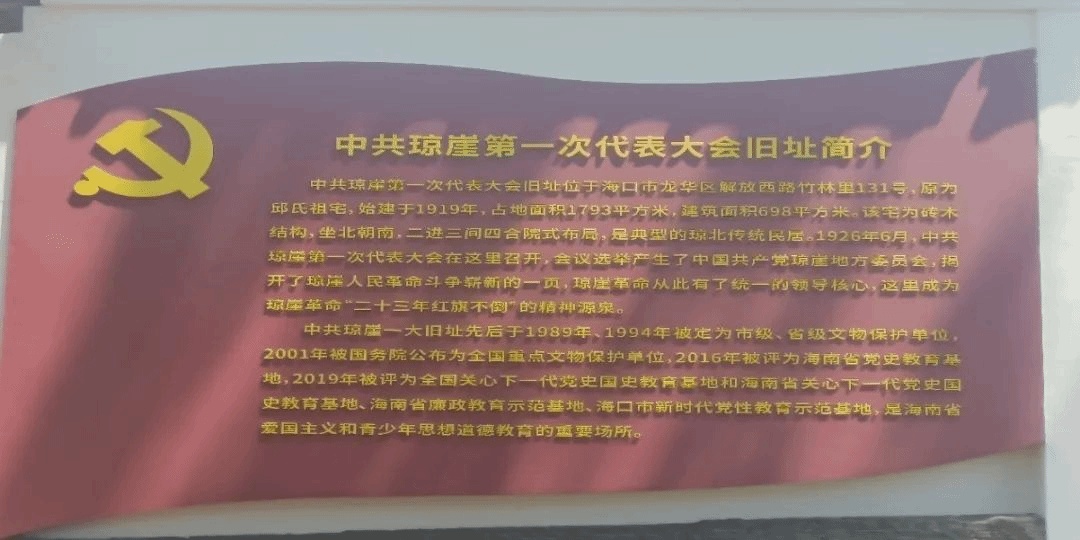 中共琼崖第一次代表大会旧址简介
中共琼崖第一次代表大会旧址位于海口市龙华区解放西路竹林里131号，原为
邱氏祖宅，始建于1919年，占地面积1793平方米，建筑面积698平方米。该宅为砖木
结构，坐北朝南，二进三间四合院式布局，是典型的琼北传统民居。1926年6月，中共
琼崖第一次代表大会在这里召开，会议选举产生了中国共产党琼崖地方委员会，揭
开了琼崖人民革命斗争崭新的一页，琼崖革命从此有了统一的领导核心，这里成为
琼崖革命“二十三年红旗不倒”的精神源泉。
中共琼崖一大旧址先后于1989年、1994年被定为市级、省级文物保护单位，
2001年被国务院公布为全国重点文物保护单位，2016年被评为海南省党史教育基
地，2019年被评为全国关心下一代党史国史教育基地和海南省关心下一代党史国
史教育基地、海南省廉政教育示范基地、海口市新时代党性教育示范基地，是海南省
爱国主义和青少年思想道德教育的重要场所。